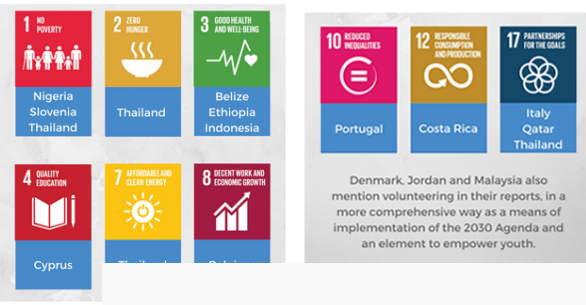 1 NO
POVERTY
Nigeria
Slovenia
Thailand
2 ZERO
HUNGER
Thailand
3 GOOD HEALTH
AND WELL-BEING
Belize
Ethiopia
Indonesia
4 QUALITY
EDUCATION
Cyprus
7 AFFORDABLE AND
CLEAN ENERGY
8 DECENT WORK AND
ECONOMIC GROWTH
10 REDUCED
INEQUALITIES
Portugal
12 RESPONSIBLE
CONSUMPTION
AND PRODUCTION
Costa Rica
17 PARTNERSHIPS
FOR THE GOALS
Italy
Qatar
Thailand
Denmark, Jordan and Malaysia also
mention volunteering in their reports, in a
more comprehensive way as a means of
implementation of the 2030 Agenda and
an element to empower youth.